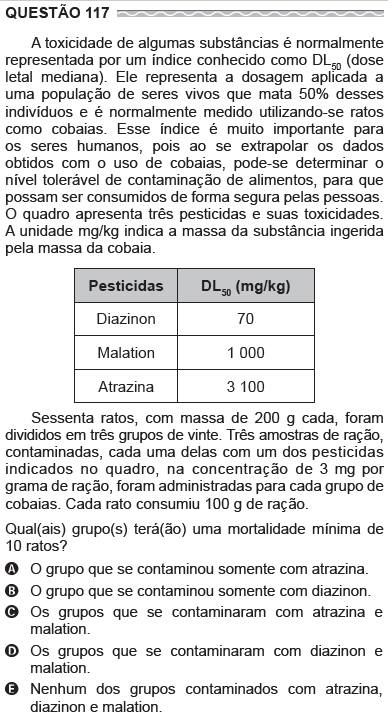 QUESTÃO 117
A toxicidade de algumas substâncias é normalmente
representada por um índice conhecido como DL50 (dose
letal mediana). Ele representa a dosagem aplicada a
uma população de seres vivos que mata 50% desses
indivíduos e é normalmente medido utilizando-se ratos
como cobaias. Esse índice é muito importante para
os seres humanos, pois ao se extrapolar os dados
obtidos com o uso de cobaias, pode-se determinar o
nível tolerável de contaminação de alimentos, para que
possam ser consumidos de forma segura pelas pessoas.
O quadro apresenta três pesticidas e suas toxicidades.
A unidade mg/kg indica a massa da substância ingerida
pela massa da cobaia.
Pesticidas DL50 (mg/kg)
Diazinon 70
Malation 1 000
Atrazina 3 100
Sessenta ratos, com massa de 200 g cada, foram
divididos em três grupos de vinte. Três amostras de ração,
contaminadas, cada uma delas com um dos pesticidas
indicados no quadro, na concentração de 3 mg por
grama de ração, foram administradas para cada grupo de
cobaias. Cada rato consumiu 100 g de ração.
Qual(ais) grupo(s) terá(ão) uma mortalidade mínima de
10 ratos?
A O grupo que se contaminou somente com atrazina.
B O grupo que se contaminou somente com diazinon.
C Os grupos que se contaminaram com atrazina e
malation.
D Os grupos que se contaminaram com diazinon e
malation.
E Nenhum dos grupos contaminados com atrazina,
diazinon e malation.